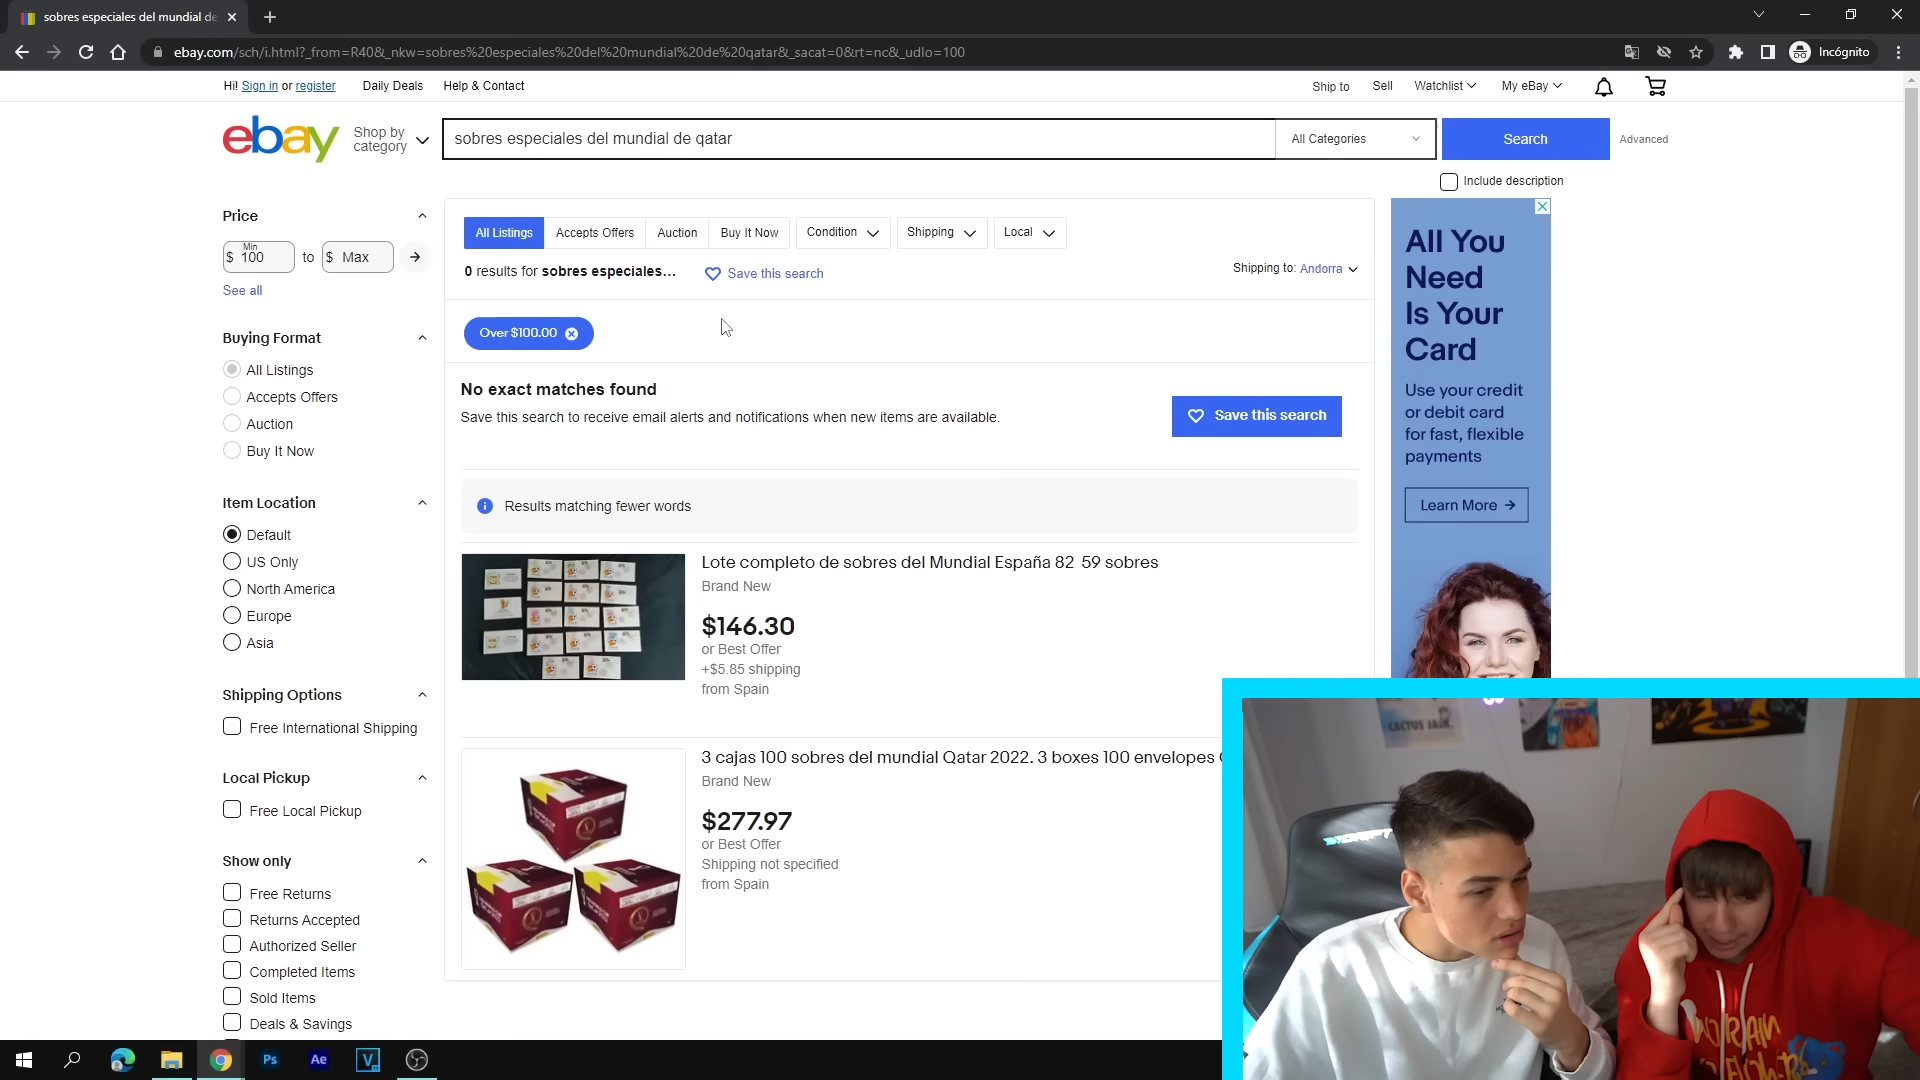 sobres especiales del mundial de
ebay.com/sch/i.html?_from=R40&_nkw=sobres%20especiales%20del%20mundial%20de%20qatar&_sacat=0&rt=nc&_udlo=100
Incógnito
Hi! Sign in or register
Daily Deals
Help & Contact
Ship to
Sell
Watchlist
My eBay
ebay
Shop by category
sobres especiales del mundial de qatar
All Categories
Search
Advanced
Include description
Price
Min
$ 100
to
$ Max
See all
Buying Format
All Listings
Accepts Offers
Auction
Buy It Now
Item Location
Default
US Only
North America
Europe
Asia
Shipping Options
Free International Shipping
Local Pickup
Free Local Pickup
Show only
Free Returns
Returns Accepted
Authorized Seller
Completed Items
Sold Items
Deals & Savings
All Listings
Accepts Offers
Auction
Buy It Now
Condition
Shipping
Local
0 results for sobres especiales...
Save this search
Shipping to: Andorra
Over $100.00
No exact matches found
Save this search to receive email alerts and notifications when new items are available.
Save this search
Results matching fewer words
Lote completo de sobres del Mundial España 82 59 sobres
Brand New
$146.30
or Best Offer
+$5.85 shipping
from Spain
3 cajas 100 sobres del mundial Qatar 2022. 3 boxes 100 envelopes
Brand New
$277.97
or Best Offer
Shipping not specified
from Spain
All You
Need
Is Your
Card
Use your credit
or debit card
for fast, flexible
payments
Learn More
CACTUS JACK
Ps
Ae
V